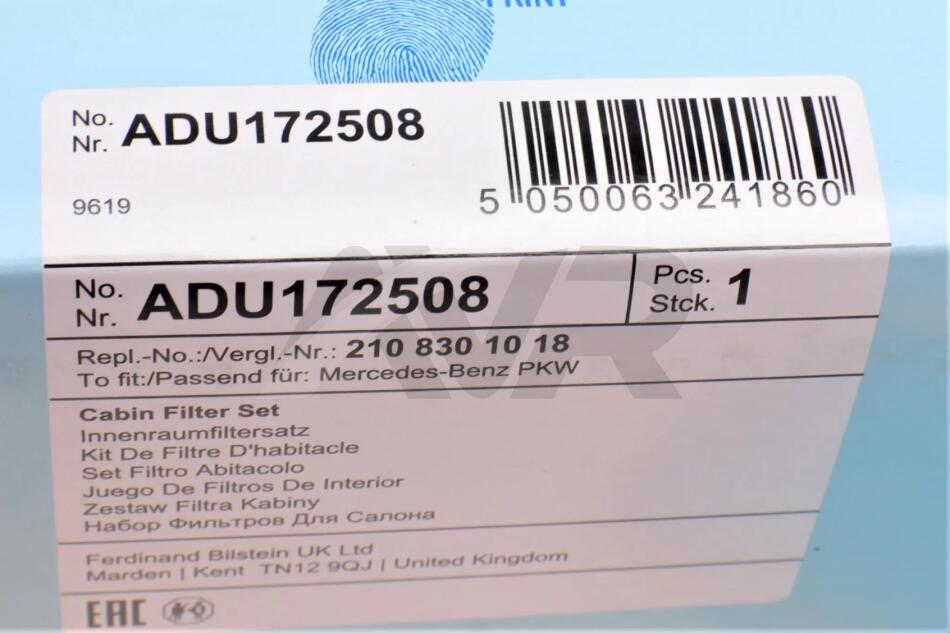 PRINT
No.
Nr. ADU172508
9619
5 050063 241860
No.
Nr. ADU172508
Pcs.
Stck. 1
Repl.-No.:/Vergl.-Nr.: 210 830 10 18
To fit:/Passend für: Mercedes-Benz PKW
Cabin Filter Set
Innenraumfiltersatz
Kit De Filtre D'habitacle
Set Filtro Abitacolo
Juego De Filtros De Interior
Zestaw Filtra Kabiny
Набор Фильтров Для Салона
Ferdinand Bilstein UK Ltd
Marden | Kent TN12 9QJ | United Kingdom
EAC